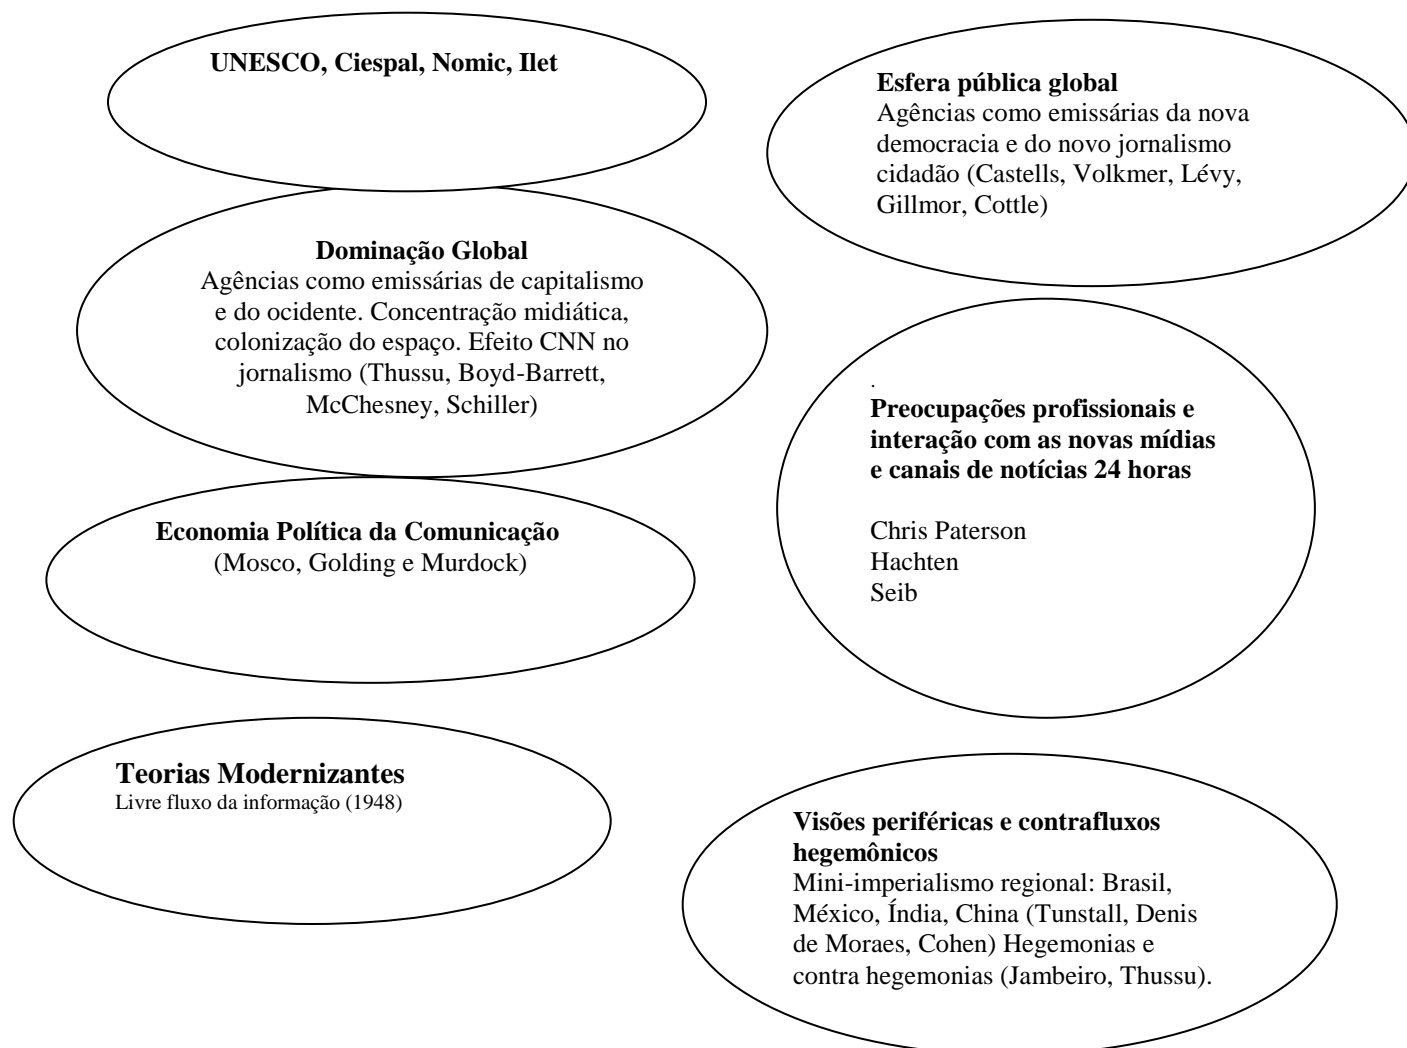 UNESCO, Ciespal, Nomic, Ilet
Dominação Global
Agências como emissárias de capitalismo
e do ocidente. Concentração midiática,
colonização do espaço. Efeito CNN no
jornalismo (Thussu, Boyd-Barrett,
McChesney, Schiller)
Economia Política da Comunicação
(Mosco, Golding e Murdock)
Teorias Modernizantes
Livre fluxo da informação (1948)
Esfera pública global
Agências como emissárias da nova
democracia e do novo jornalismo
cidadão (Castells, Volkmer, Lévy,
Gillmor, Cottle)
.
Preocupações profissionais e
interação com as novas mídias
e canais de notícias 24 horas
Chris Paterson
Hachten
Seib
Visões periféricas e contrafluxos
hegemônicos
Mini-imperialismo regional: Brasil,
México, Índia, China (Tunstall, Denis
de Moraes, Cohen) Hegemonias e
contra hegemonias (Jambeiro, Thussu).